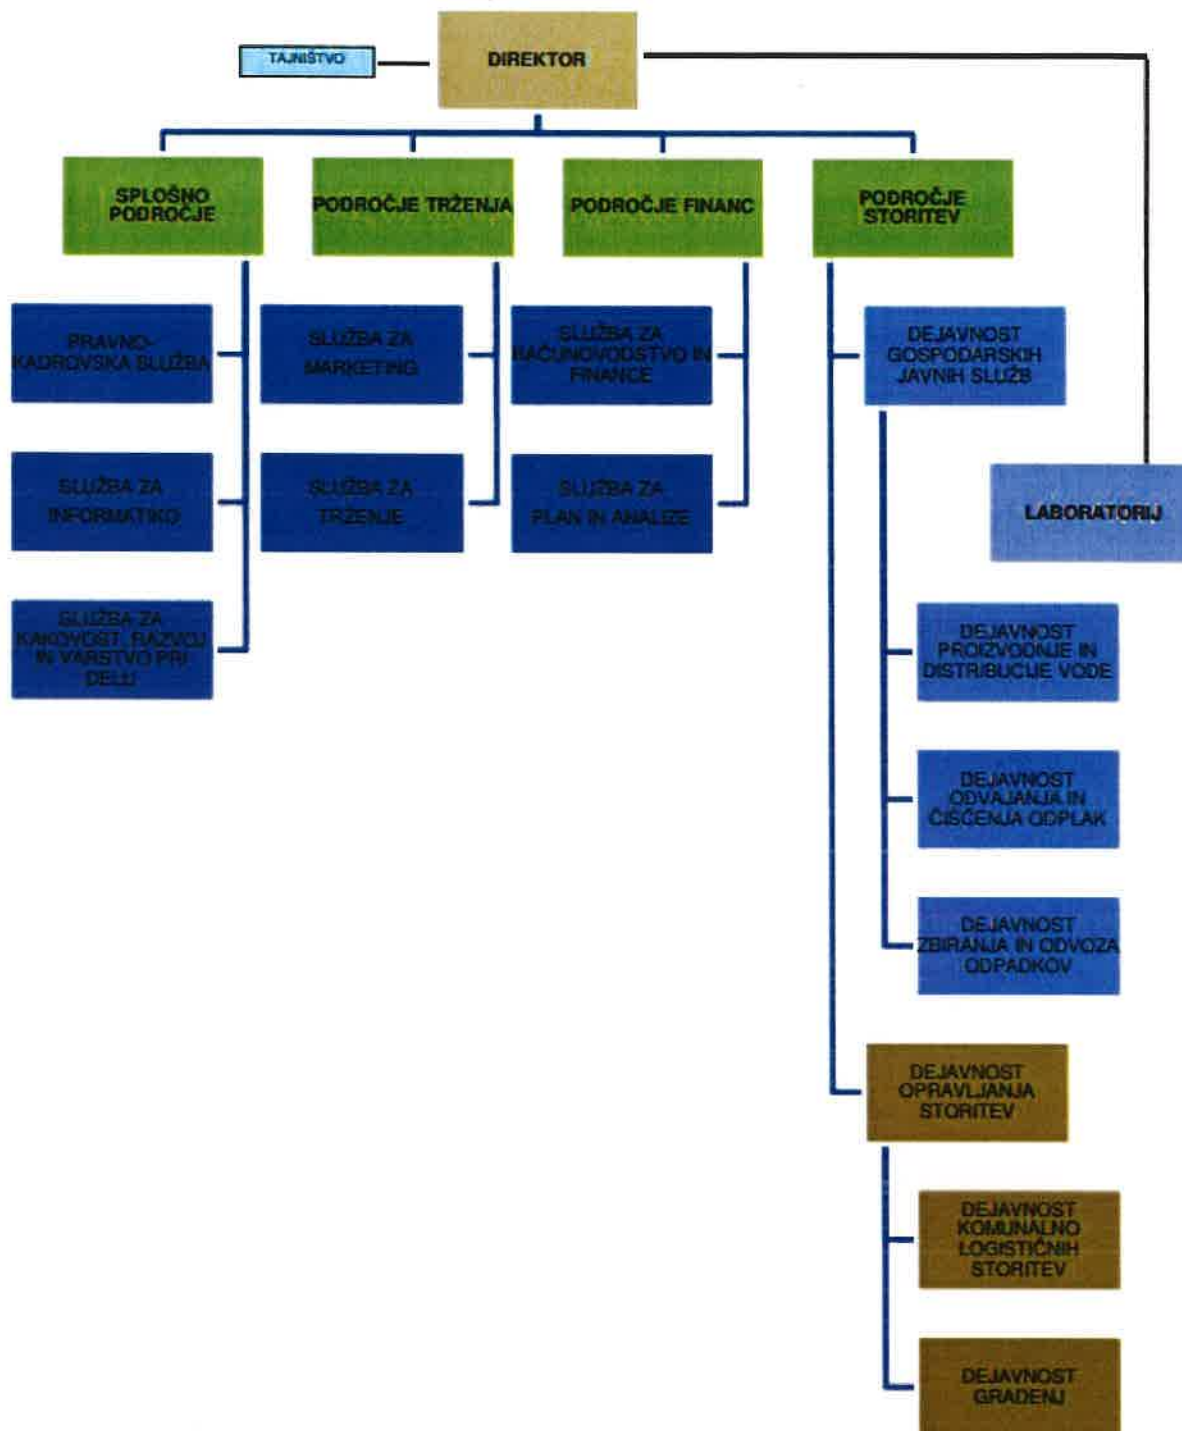 TAJNIŠTVO
DIREKTOR
SPLOŠNO
PODROČJE
PODROČJE TRŽENJA
PODROČJE FINANC
PODROČJE
STORITEV
PRAVNO-
KADROVSKA SLUŽBA
SLUŽBA ZA
MARKETING
SLUŽBA ZA
RAČUNOVODSTVO IN
FINANCE
DEJAVNOST
GOSPODARSKIH
JAVNIH SLUŽB
SLUŽBA ZA
INFORMATIKO
SLUŽBA ZA
TRŽENJE
SLUŽBA ZA
PLAN IN ANALIZE
LABORATORIJ
SLUŽBA ZA
KAKOVOST, RAZVOJ
IN VARSTVO PRI
DELU
DEJAVNOST
PROIZVODNJE IN
DISTRIBUCIJE VODE
DEJAVNOST
ODVAJANJA IN
ČIŠČENJA ODPLAK
DEJAVNOST
ZBIRANJA IN ODVOZA
ODPADKOV
DEJAVNOST
OPRAVLJANJA
STORITEV
DEJAVNOST
KOMUNALNO
LOGISTIČNIH
STORITEV
DEJAVNOST
GRADENJ